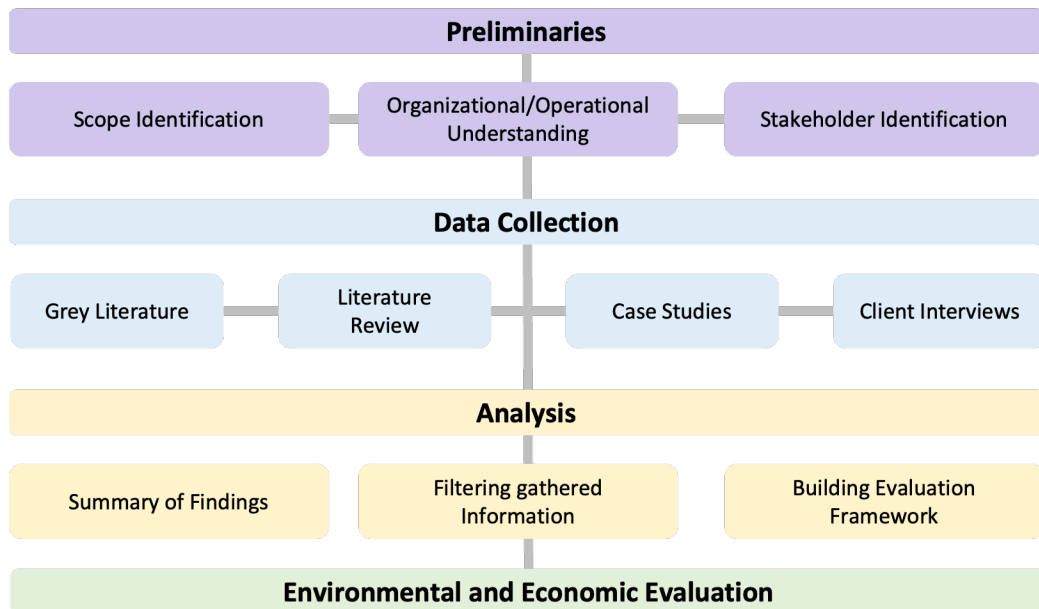 Preliminaries
Scope Identification
Organizational/Operational
Understanding
Stakeholder Identification
Data Collection
Grey Literature
Literature
Review
Case Studies
Client Interviews
Analysis
Summary of Findings
Filtering gathered
Information
Building Evaluation
Framework
Environmental and Economic Evaluation